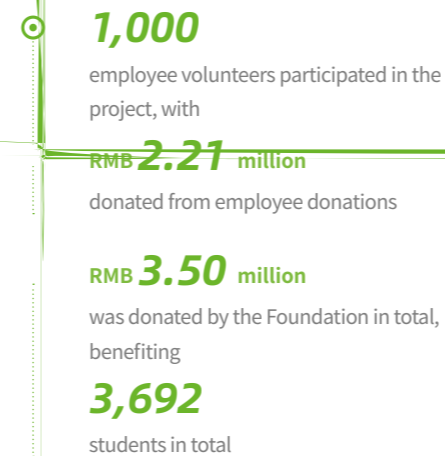 1,000
employee volunteers participated in the
project, with
RMB 2.21 million
donated from employee donations
RMB 3.50 million
was donated by the Foundation in total,
benefiting
3,692
students in total